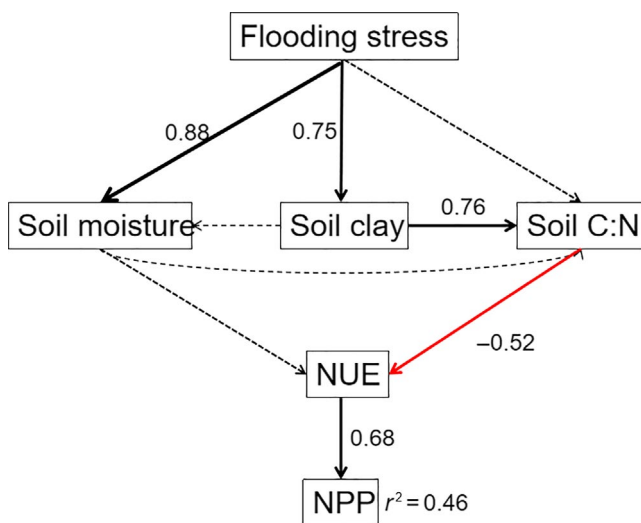 Flooding stress
0.88
0.75
Soil moisture
Soil clay
0.76
Soil C:N
–0.52
NUE
0.68
NPP
r² = 0.46